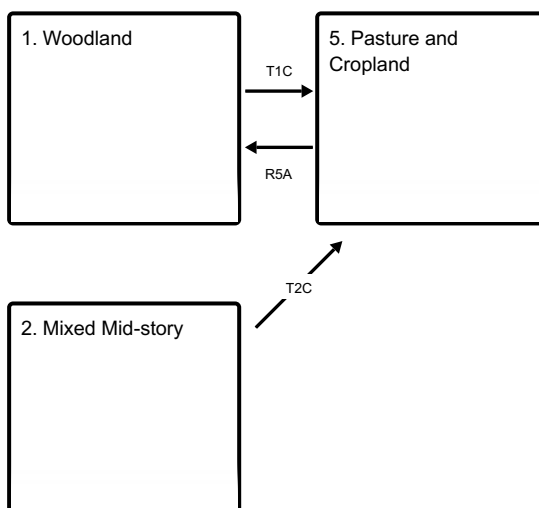 1. Woodland
5. Pasture and
Cropland
T1C
R5A
T2C
2. Mixed Mid-story